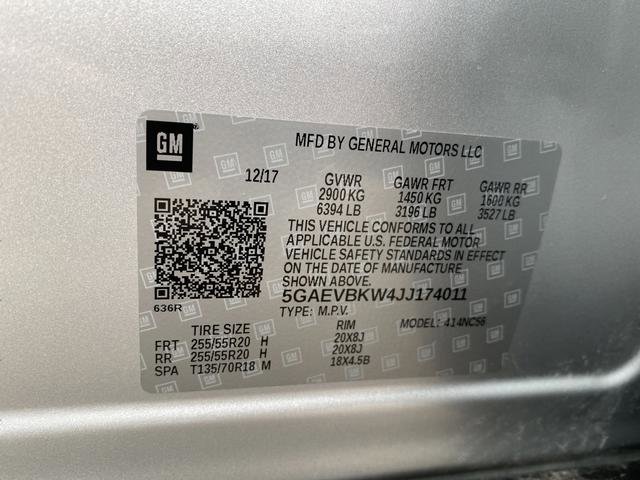 GM
MFD BY GENERAL MOTORS LLC
12/17 GVWR GAWR FRT GAWR RR
2900 KG 1450 KG 1600 KG
6394 LB 3196 LB 3527 LB
THIS VEHICLE CONFORMS TO ALL
APPLICABLE U.S. FEDERAL MOTOR
VEHICLE SAFETY STANDARDS IN EFFECT
ON THE DATE OF MANUFACTURE
SHOWN ABOVE.
5GAEVBKW4JJ174011
636R
TYPE: M.P.V. MODEL: 414NC56
TIRE SIZE RIM
FRT 255/55R20 H 20X8J
RR 255/55R20 H 20X8J
SPA T135/70R18 M 18X4.5B